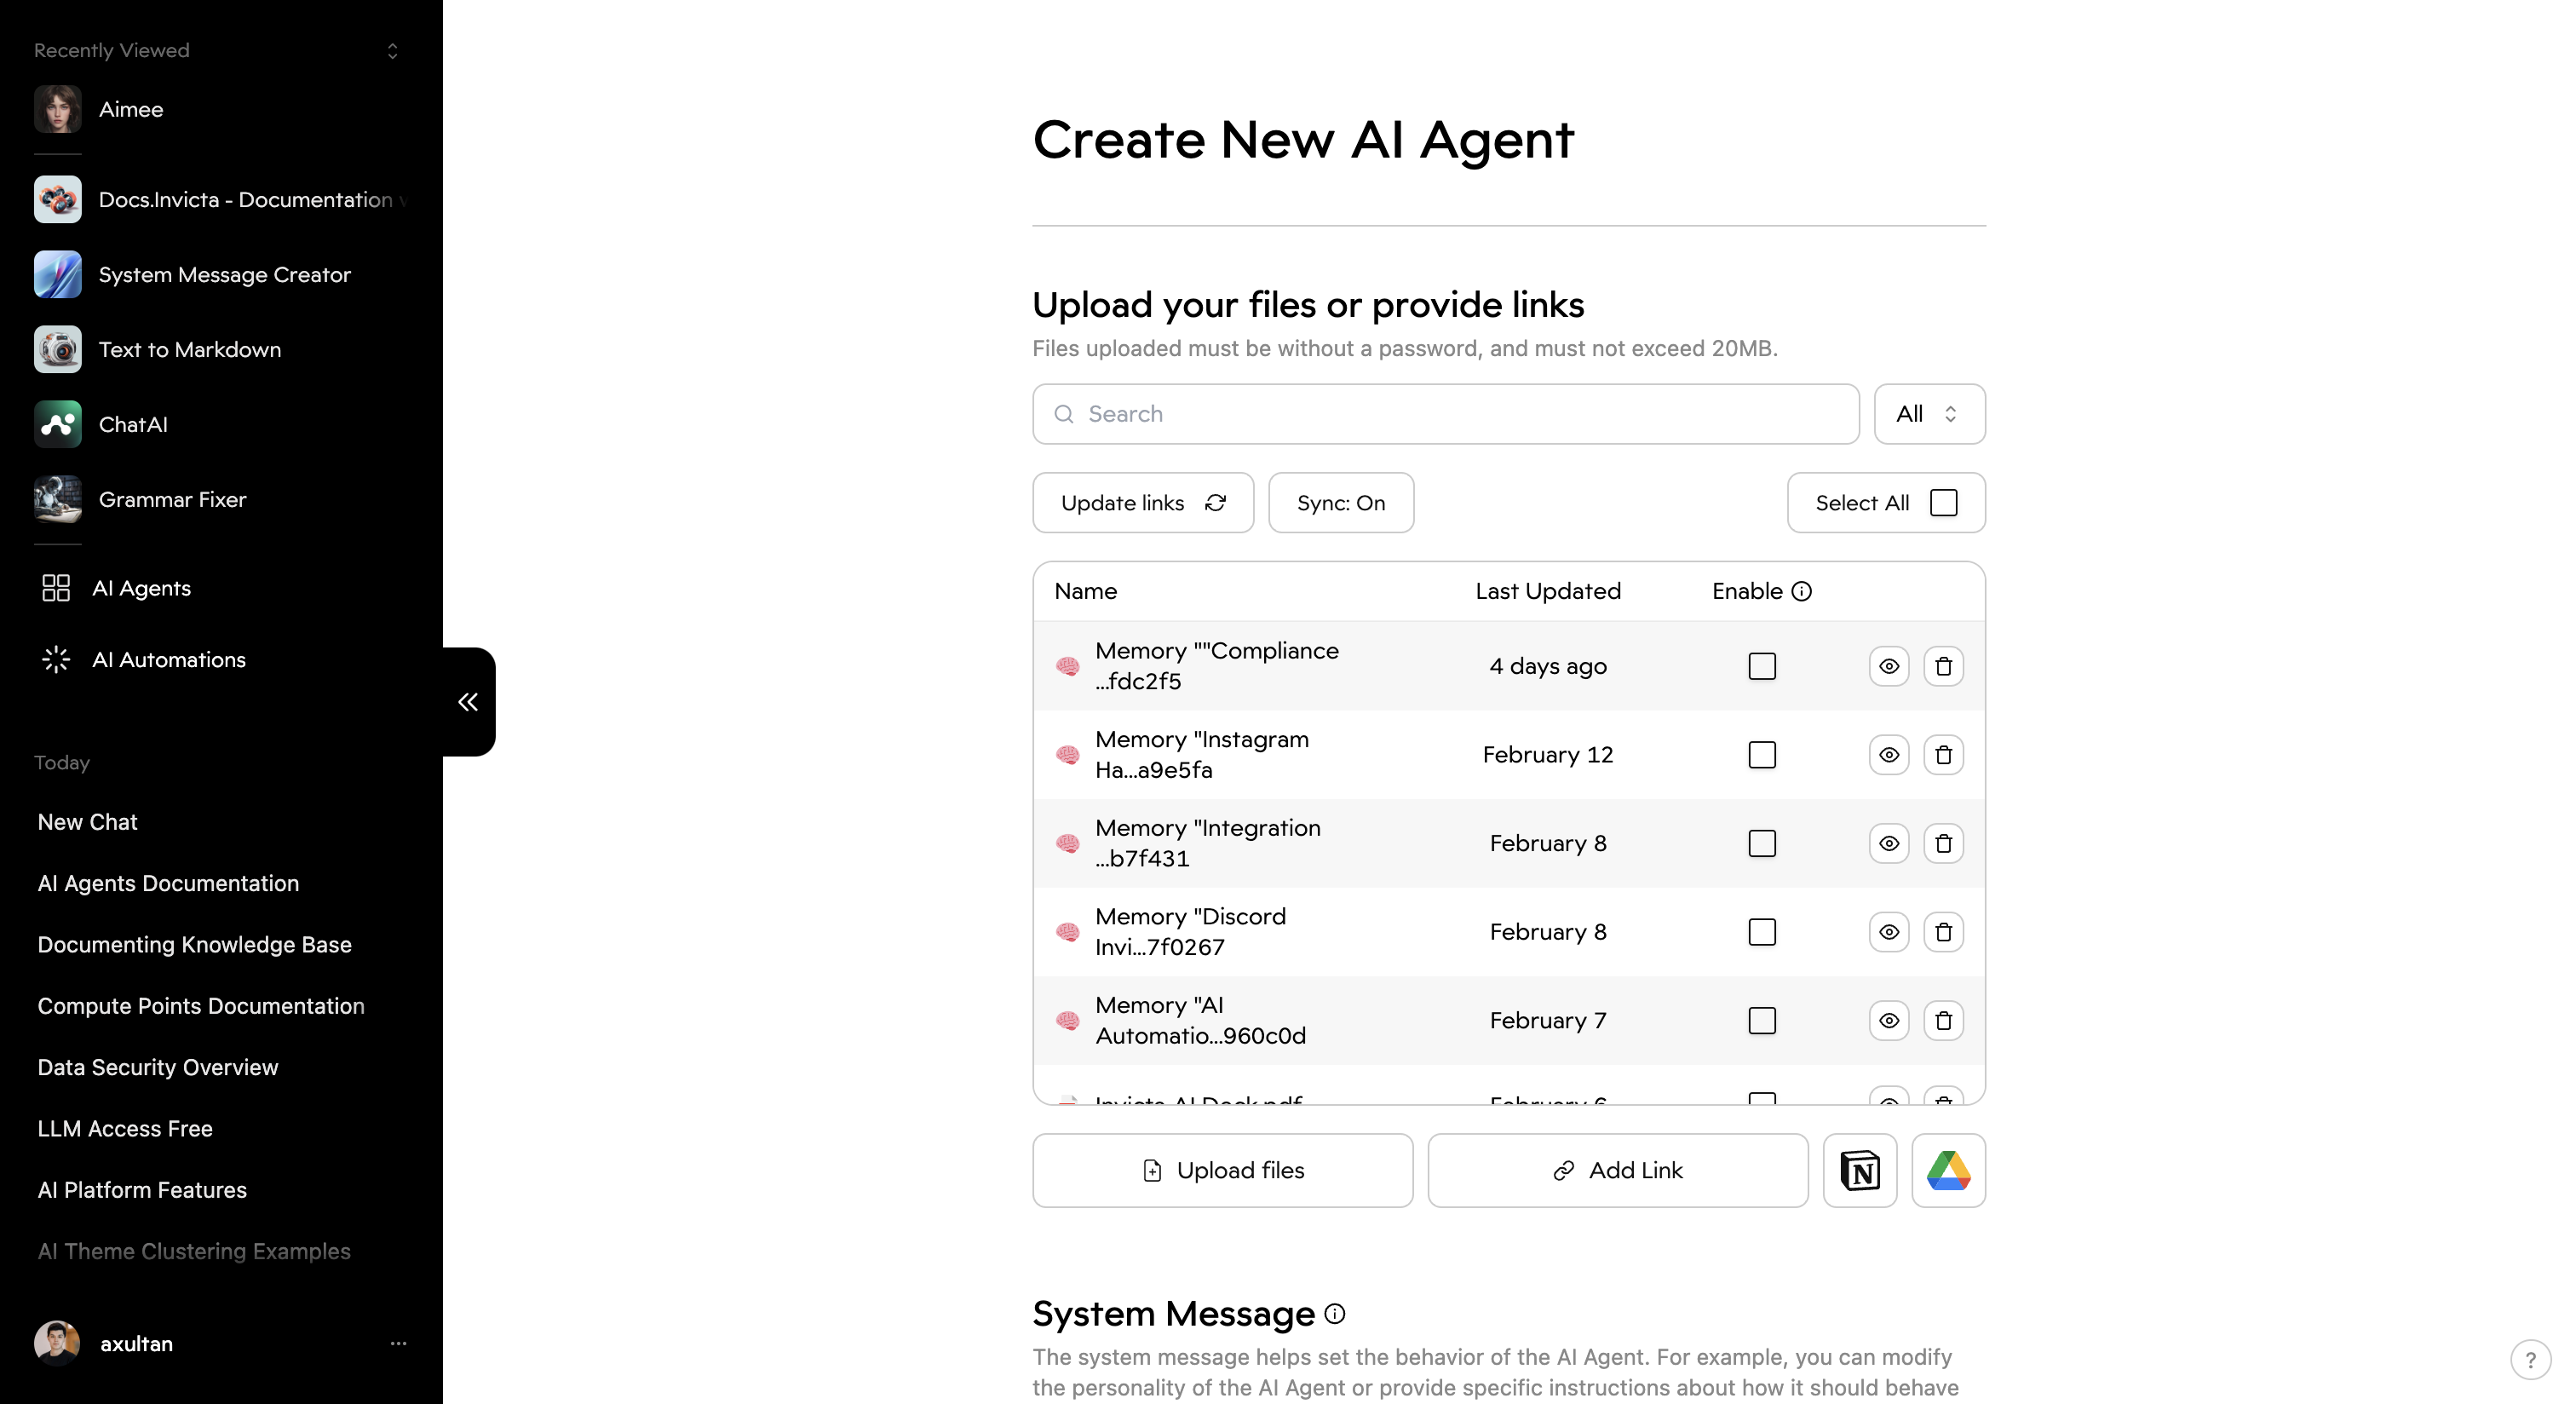 Recently Viewed
Aimee
Docs.Invicta - Documentation
System Message Creator
Text to Markdown
ChatAI
Grammar Fixer
AI Agents
AI Automations
Today
New Chat
AI Agents Documentation
Documenting Knowledge Base
Compute Points Documentation
Data Security Overview
LLM Access Free
AI Platform Features
AI Theme Clustering Examples
axultan
Create New AI Agent
Upload your files or provide links
Files uploaded must be without a password, and must not exceed 20MB.
Search
All
Update links
Sync: On
Select All
Name Last Updated Enable
Memory ""Compliance
...fdc2f5
4 days ago
Memory "Instagram
Ha...a9e5fa
February 12
Memory "Integration
...b7f431
February 8
Memory "Discord
Invi...7f0267
February 8
Memory "AI
Automatio...960c0d
February 7
Invicta AI Deck.pdf
February 6
Upload files
Add Link
N
System Message
The system message helps set the behavior of the AI Agent. For example, you can modify
the personality of the AI Agent or provide specific instructions about how it should behave
?